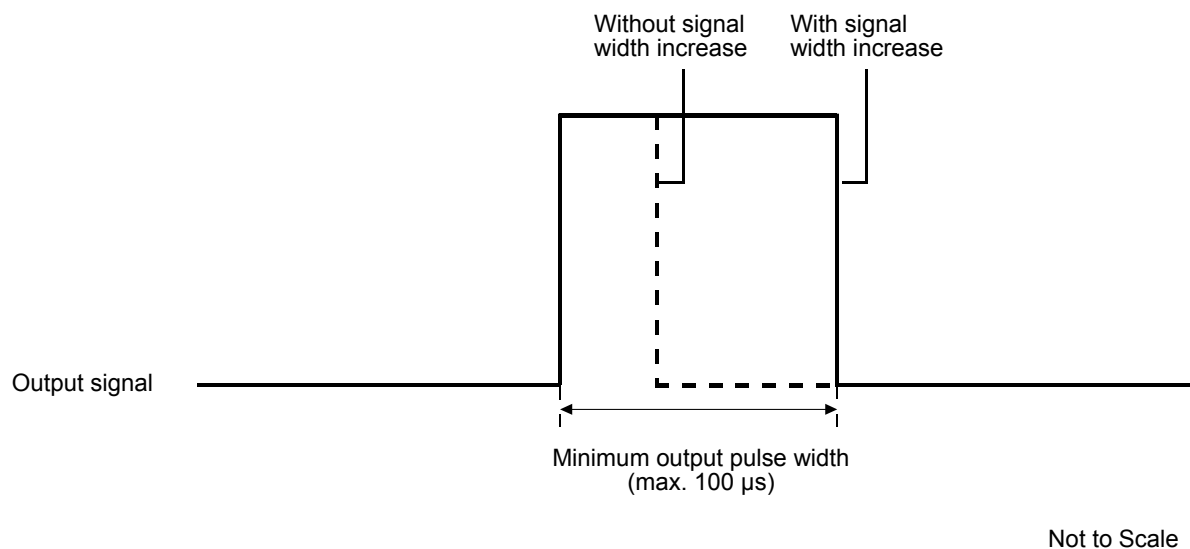 Without signal
width increase
With signal
width increase
Output signal
Minimum output pulse width
(max. 100 µs)
Not to Scale